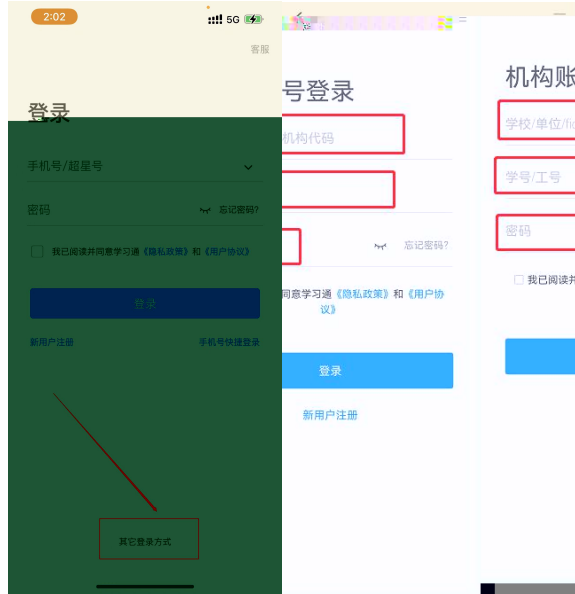 2:02
5G
客服
登录
手机号/超星号
密码
忘记密码?
我已阅读并同意学习通《隐私政策》和《用户协议》
登录
新用户注册
手机号快捷登录
其它登录方式
号登录
机构代码
忘记密码?
同意学习通《隐私政策》和《用户协
议》
登录
新用户注册
机构账
学校/单位/fid
学号/工号
密码
我已阅读并